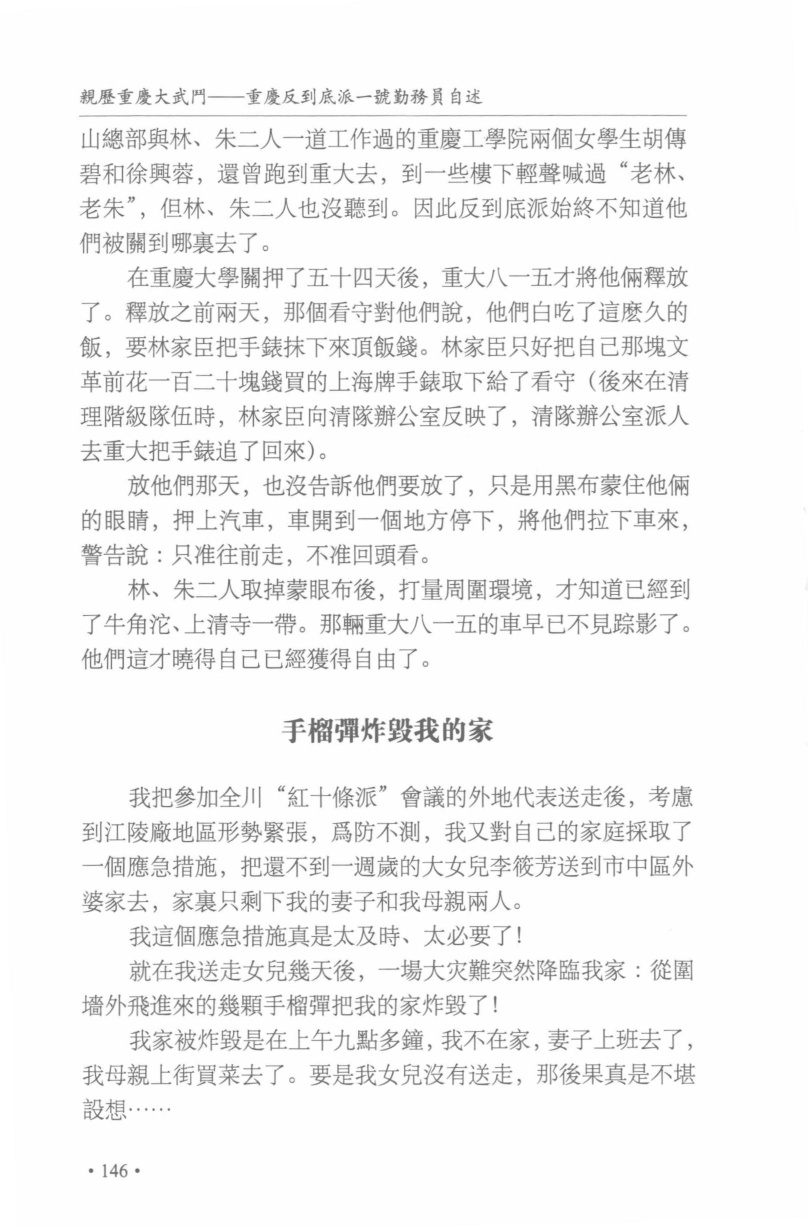 親歷重慶大武鬥——重慶反到底派一號勤務員自述
山總部與林、朱二人一道工作過的重慶工學院兩個女學生胡傳
碧和徐興蓉，還曾跑到重大去，到一些樓下輕聲喊過“老林、
老朱”，但林、朱二人也沒聽到。因此反到底派始終不知道他
們被關到哪裏去了。
在重慶大學關押了五十四天後，重大八一五才將他倆釋放
了。釋放之前兩天，那個看守對他們說，他們白吃了這麼久的
飯，要林家臣把手錶抹下來頂飯錢。林家臣只好把自己那塊文
革前花一百二十塊錢買的上海牌手錶取下給了看守（後來在清
理階級隊伍時，林家臣向清隊辦公室反映了，清隊辦公室派人
去重大把手錶追了回來）。
放他們那天，也沒告訴他們要放了，只是用黑布蒙住他倆
的眼睛，押上汽車，車開到一個地方停下，將他們拉下車來，
警告說：只准往前走，不准回頭看。
林、朱二人取掉蒙眼布後，打量周圍環境，才知道已經到
了牛角沱、上清寺一帶。那輛重大八一五的車早已不見踪影了。
他們這才曉得自己已經獲得自由了。
手榴彈炸毀我的家
我把參加全川“紅十條派”會議的外地代表送走後，考慮
到江陵廠地區形勢緊張，爲防不測，我又對自己的家庭採取了
一個應急措施，把還不到一週歲的大女兒李筱芳送到市中區外
婆家去，家裏只剩下我的妻子和我母親兩人。
我這個應急措施真是太及時、太必要了！
就在我送走女兒幾天後，一場大災難突然降臨我家：從圍
墻外飛進來的幾顆手榴彈把我的家炸毀了！
我家被炸毀是在上午九點多鐘，我不在家，妻子上班去了，
我母親上街買菜去了。要是我女兒沒有送走，那後果真是不堪
設想……
·146·